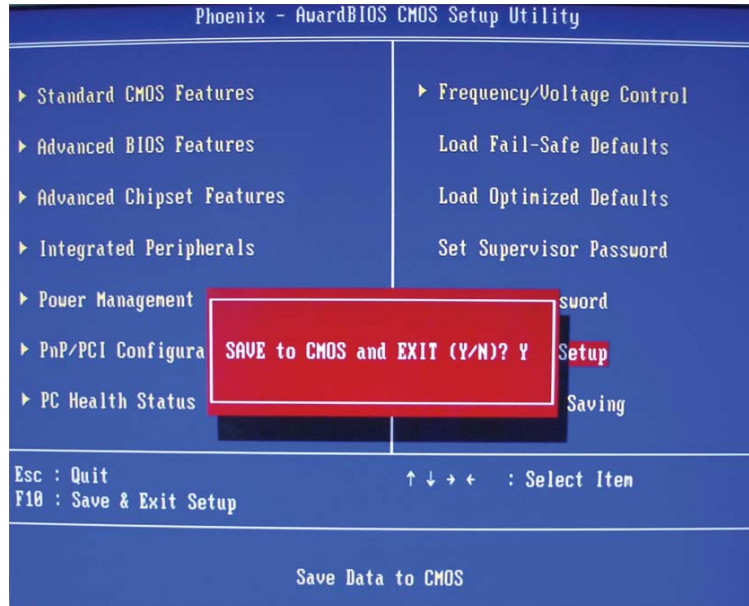 Phoenix - AwardBIOS CMOS Setup Utility
Standard CMOS Features
Advanced BIOS Features
Advanced Chipset Features
Integrated Peripherals
Power Management
PnP/PCI Configura
PC Health Status
Frequency/Voltage Control
Load Fail-Safe Defaults
Load Optimized Defaults
Set Supervisor Password
sword
Setup
Saving
SAVE to CMOS and EXIT (Y/N)? Y
Esc : Quit
F10 : Save & Exit Setup
↑ ↓ → ← : Select Item
Save Data to CMOS